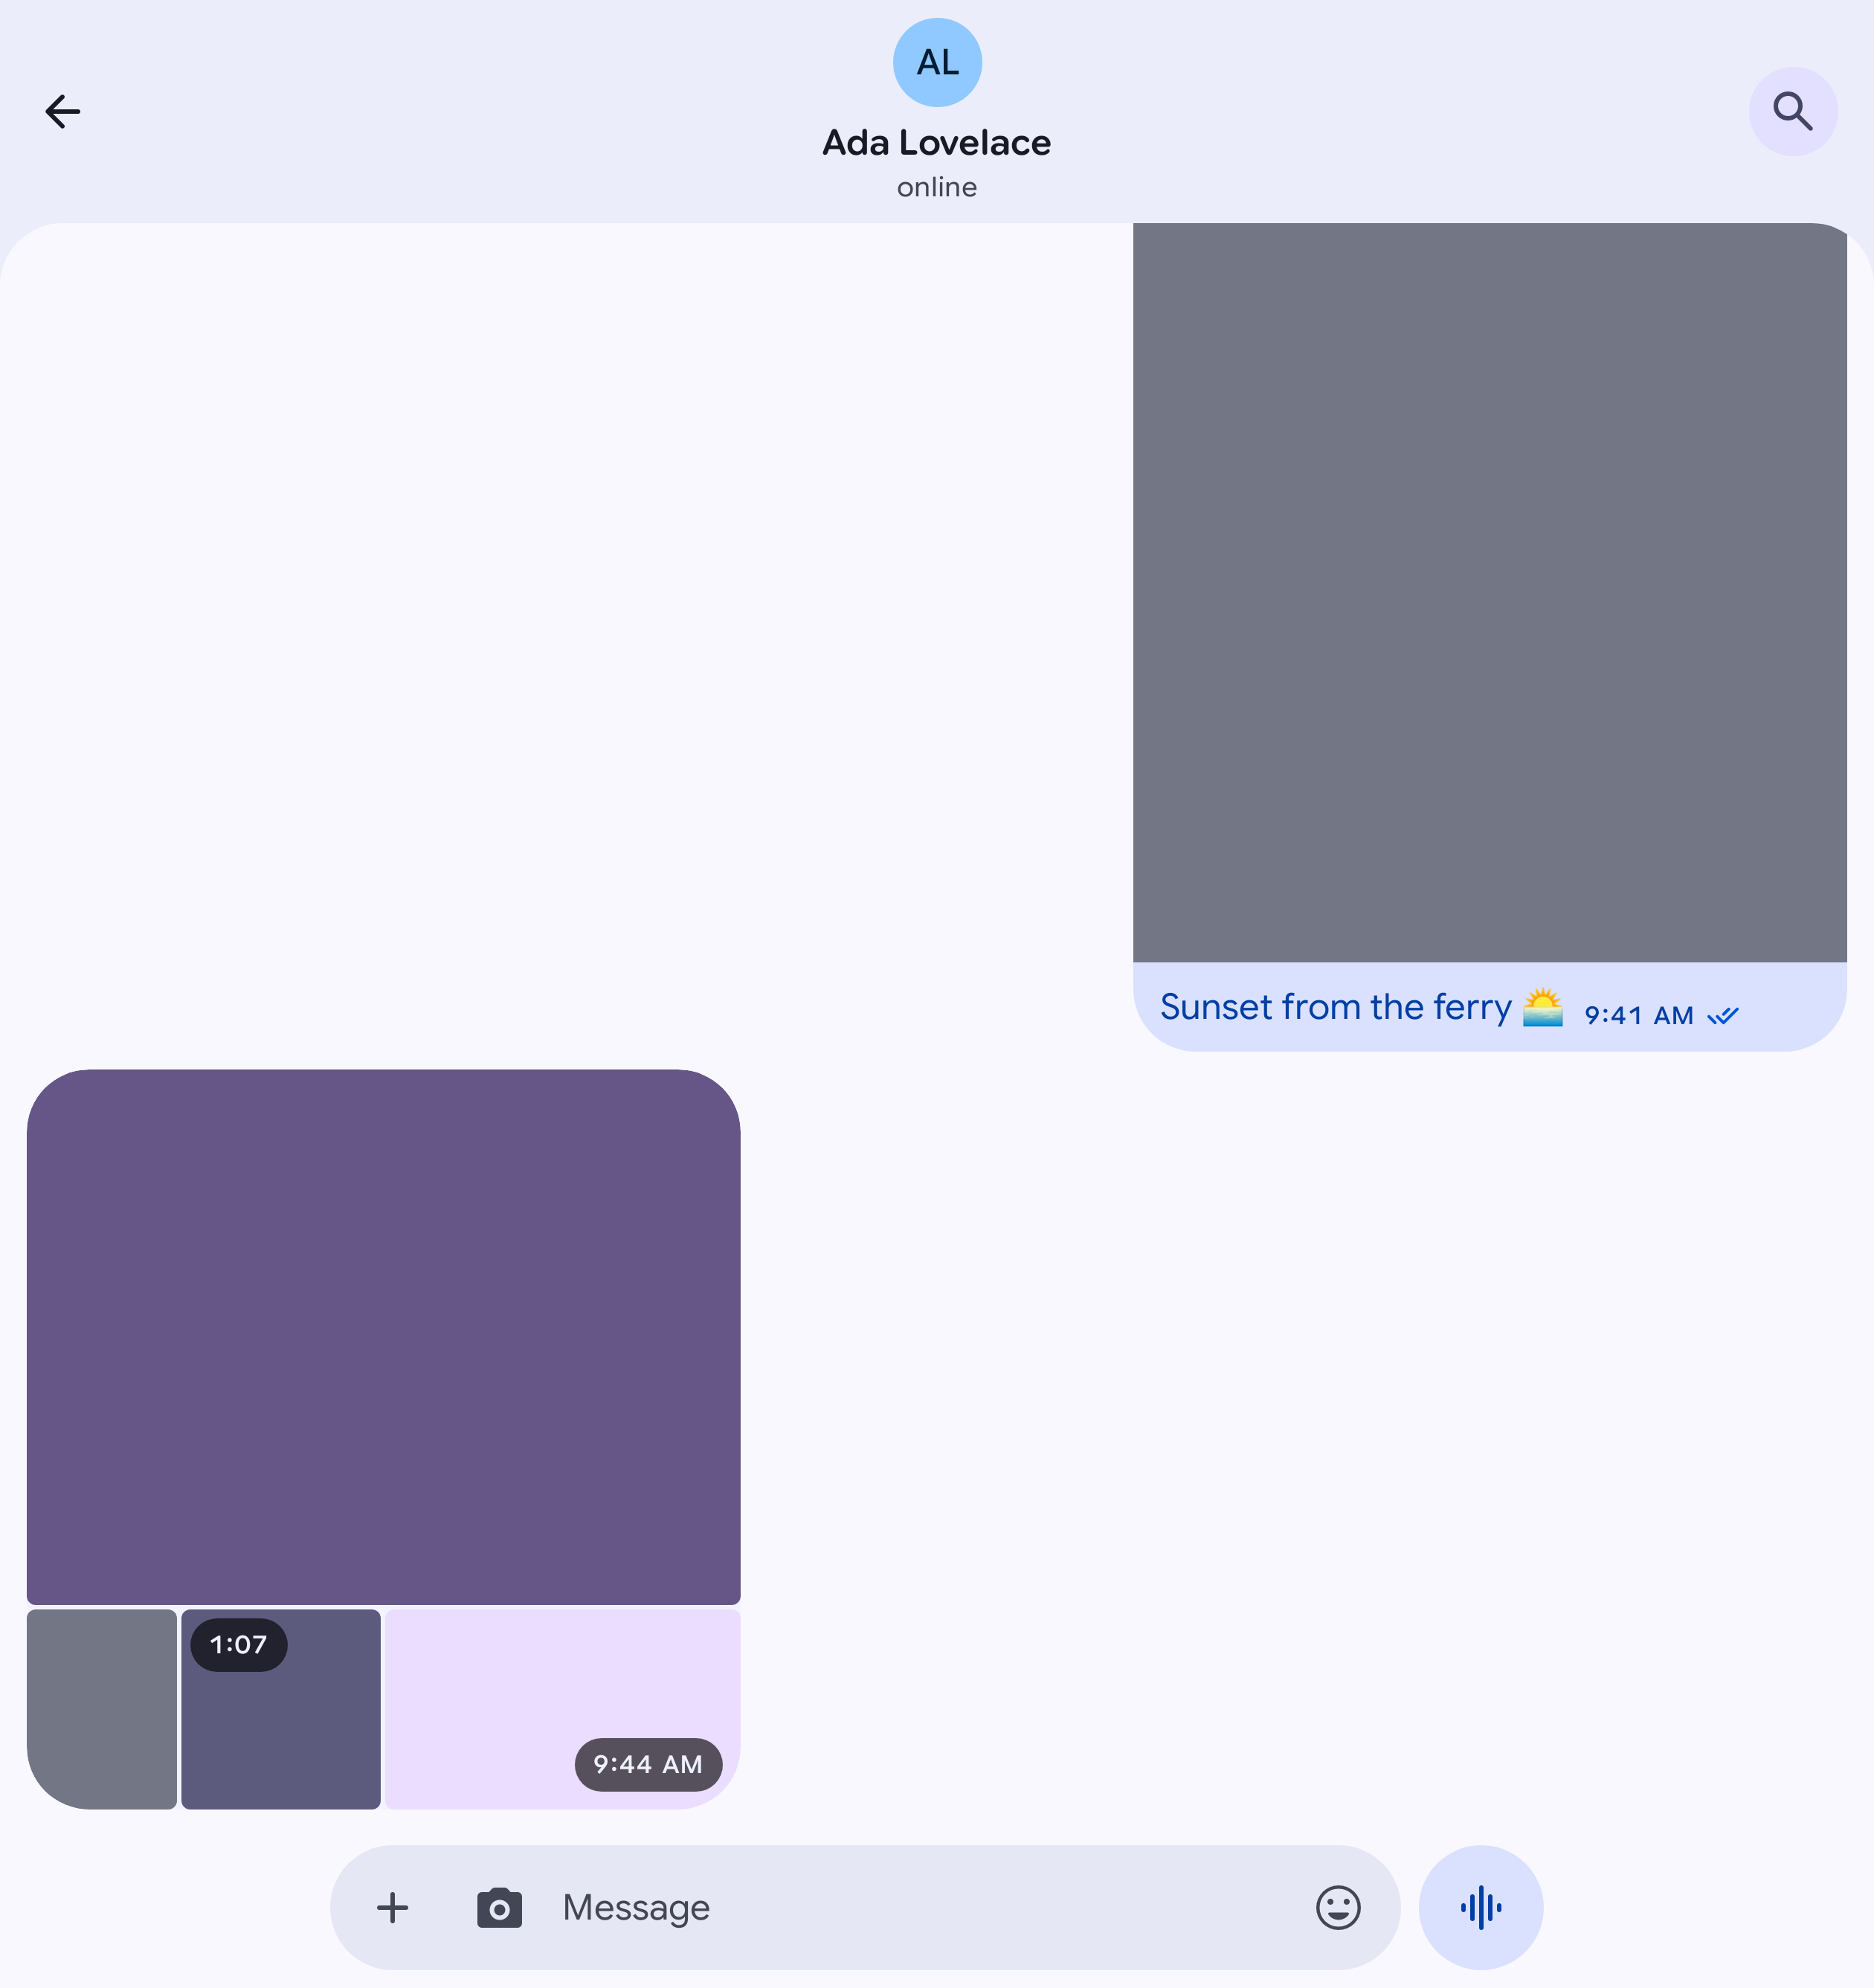 AL
Ada Lovelace
online
Sunset from the ferry 🌅 9:41 AM
1:07
9:44 AM
Message